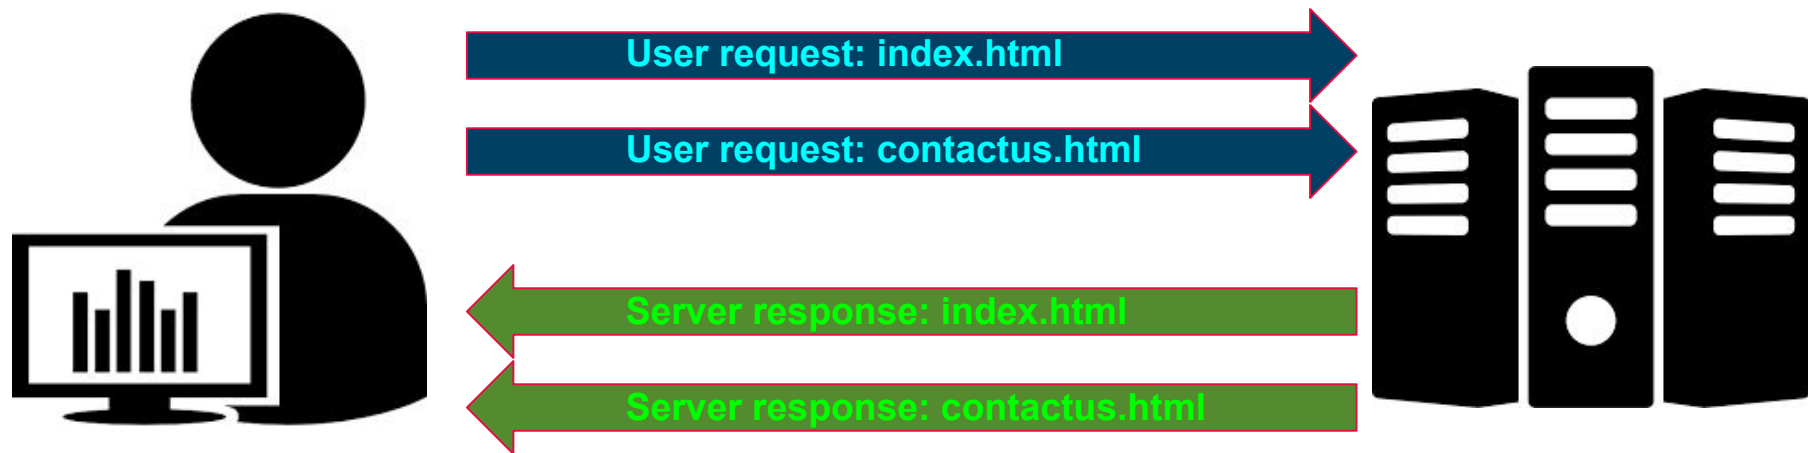 User request: index.html
User request: contactus.html
Server response: index.html
Server response: contactus.html